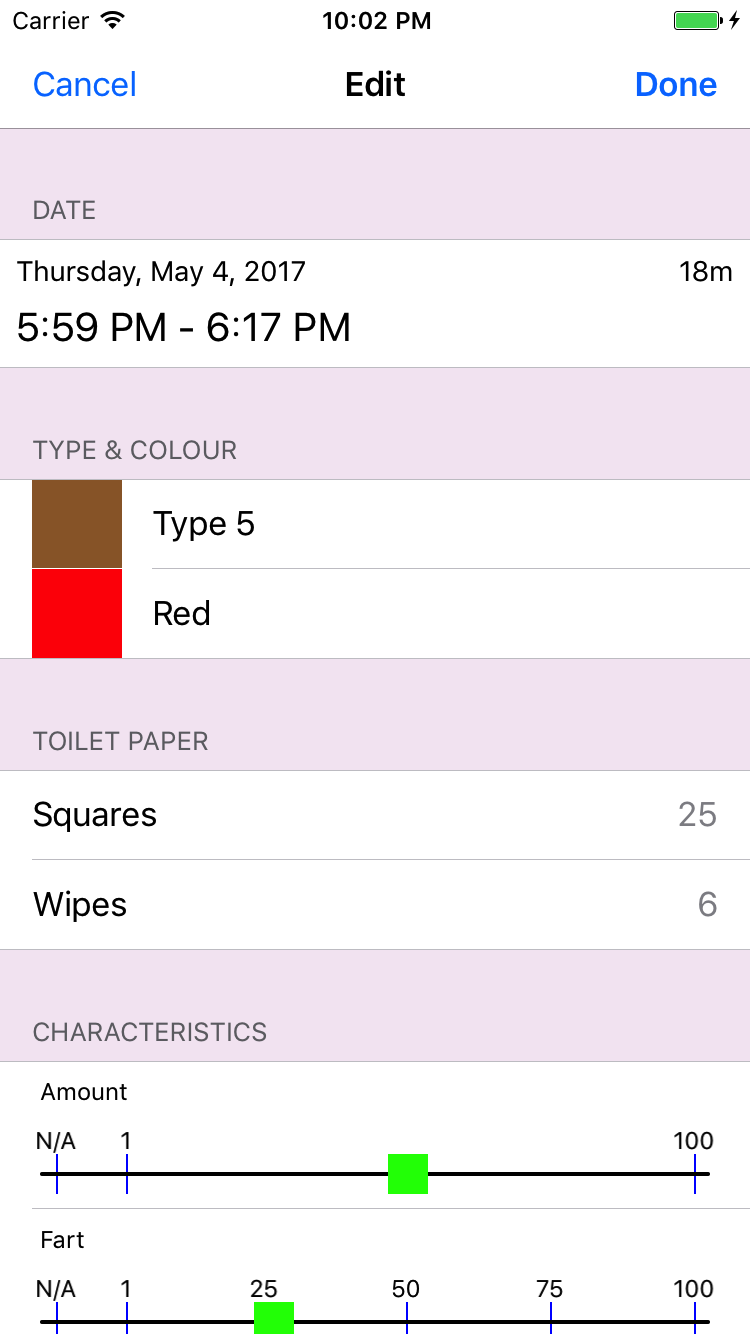 Carrier 10:02 PM
Cancel Edit Done
DATE
Thursday, May 4, 2017 18m
5:59 PM - 6:17 PM
TYPE & COLOUR
Type 5
Red
TOILET PAPER
Squares 25
Wipes 6
CHARACTERISTICS
Amount
N/A 1 100
Fart
N/A 1 25 50 75 100